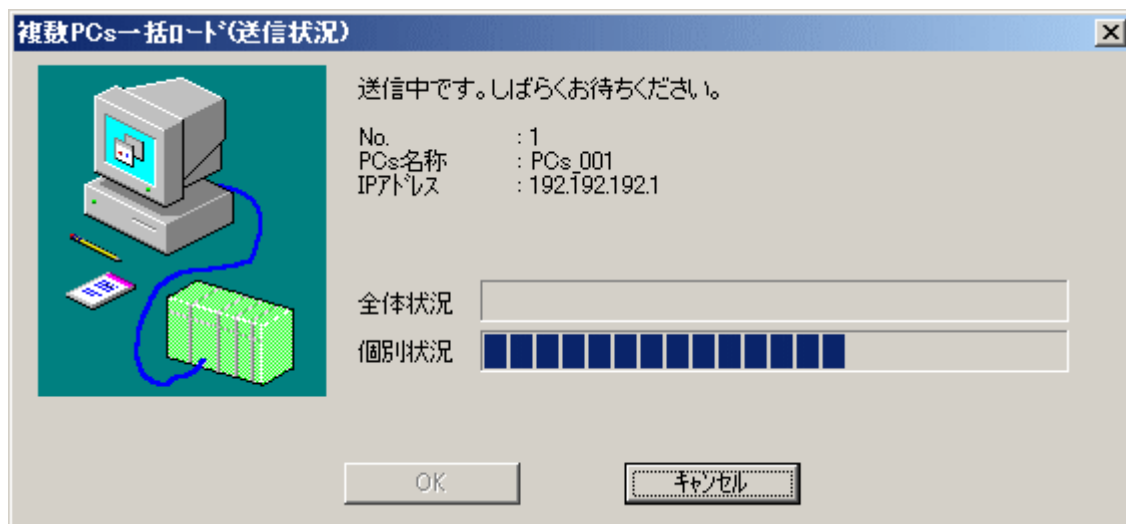 複数PCs一括ﾛｰﾄﾞ(送信状況)
送信中です。しばらくお待ちください。
No. : 1
PCs名称 : PCs_001
IPｱﾄﾞﾚｽ : 192.192.192.1
全体状況
個別状況
OK ｷｬﾝｾﾙ